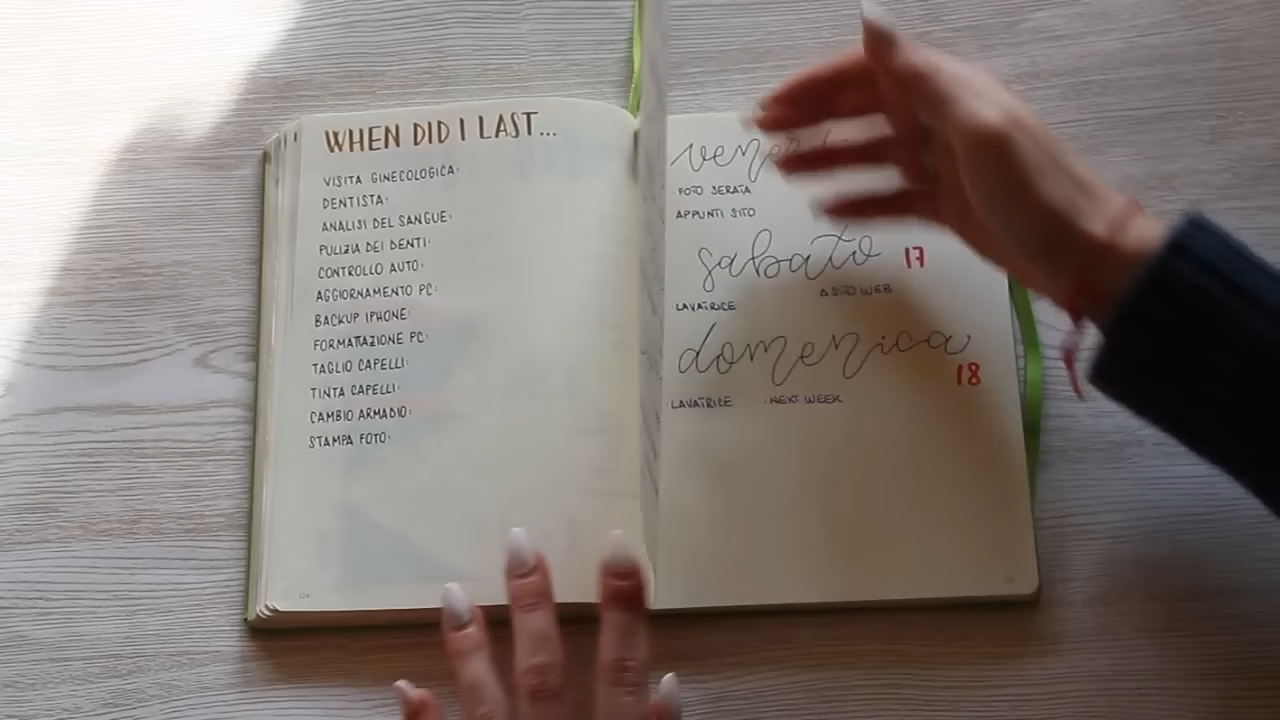 WHEN DID I LAST...
VISITA GINECOLOGICA:
DENTISTA:
ANALISI DEL SANGUE:
PULIZIA DEI DENTI:
CONTROLLO AUTO:
AGGIORNAMENTO PC:
BACKUP IPHONE:
FORMATTAZIONE PC:
TAGLIO CAPELLI:
TINTA CAPELLI:
CAMBIO ARMADIO:
STAMPA FOTO:
FOTO SERATA
APPUNTI SITO
sabato 17
LAVATRICE Δ SITO WEB
domenica 18
· LAVATRICE · NEXT WEEK